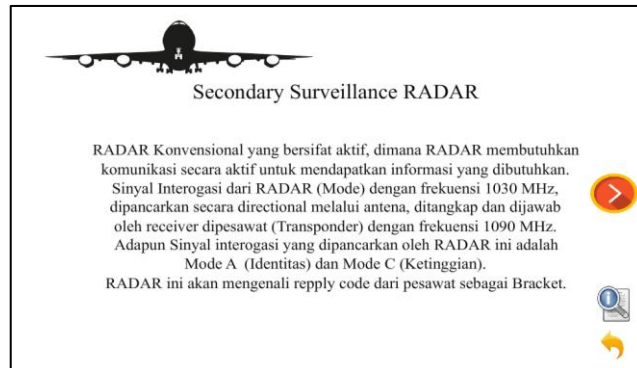 Secondary Surveillance RADAR
RADAR Konvensional yang bersifat aktif, dimana RADAR membutuhkan
komunikasi secara aktif untuk mendapatkan informasi yang dibutuhkan.
Sinyal Interogasi dari RADAR (Mode) dengan frekuensi 1030 MHz,
dipancarkan secara directional melalui antena, ditangkap dan dijawab
oleh receiver dipesawat (Transponder) dengan frekuensi 1090 MHz.
Adapun Sinyal interogasi yang dipancarkan oleh RADAR ini adalah
Mode A (Identitas) dan Mode C (Ketinggian).
RADAR ini akan mengenali repply code dari pesawat sebagai Bracket.